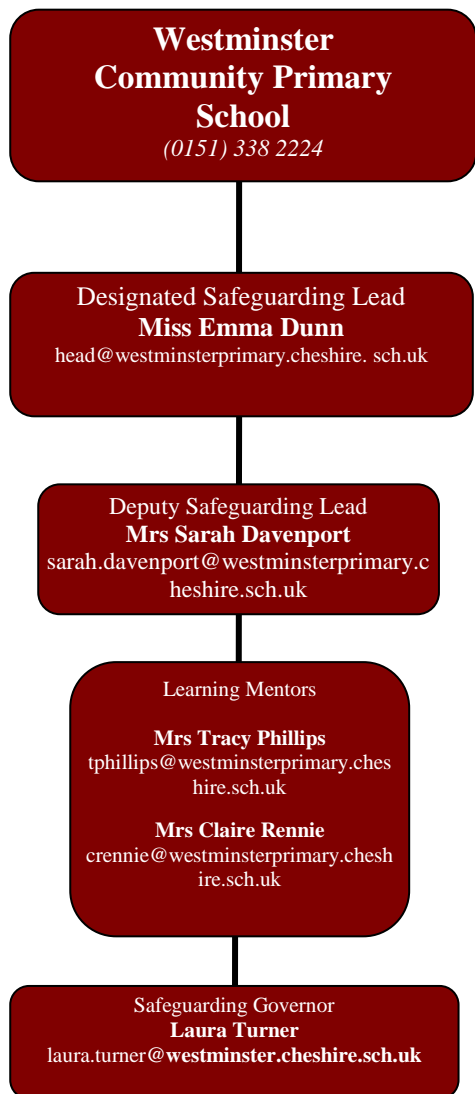 Westminster
Community Primary
School
(0151) 338 2224
Designated Safeguarding Lead
Miss Emma Dunn
head@westminsterprimary.cheshire. sch.uk
Deputy Safeguarding Lead
Mrs Sarah Davenport
sarah.davenport@westminsterprimary.c
heshire.sch.uk
Learning Mentors
Mrs Tracy Phillips
tphillips@westminsterprimary.ches
hire.sch.uk
Mrs Claire Rennie
crennie@westminsterprimary.chesh
ire.sch.uk
Safeguarding Governor
Laura Turner
laura.turner@westminster.cheshire.sch.uk